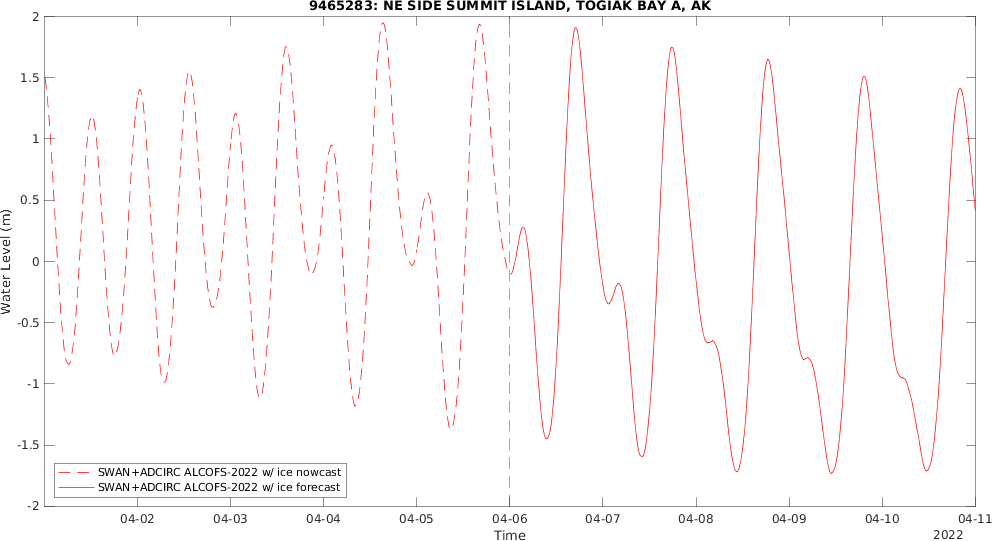 9465283: NE SIDE SUMMIT ISLAND, TOGIAK BAY A, AK
2
1.5
1
0.5
0
-0.5
-1
-1.5
-2
Water Level (m)
SWAN+ADCIRC ALCOFS-2022 w/ ice nowcast
SWAN+ADCIRC ALCOFS-2022 w/ ice forecast
04-02 04-03 04-04 04-05 04-06 04-07 04-08 04-09 04-10 04-11
Time
2022